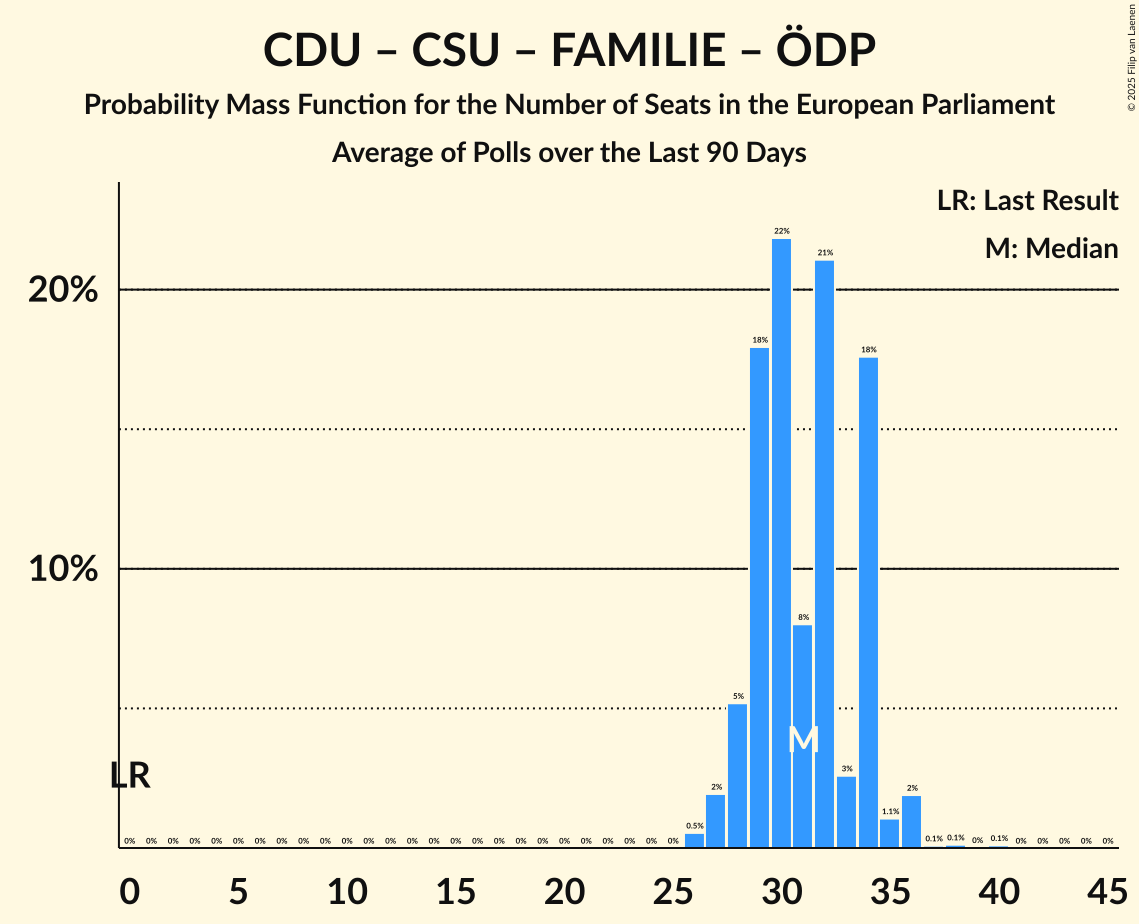 CDU – CSU – FAMILIE – ÖDP
Probability Mass Function for the Number of Seats in the European Parliament
Average of Polls over the Last 90 Days
© 2025 Filip van Laenen
LR: Last Result
M: Median
20%
10%
0% 0% 0% 0% 0% 0% 0% 0% 0% 0% 0% 0% 0% 0% 0% 0% 0% 0% 0% 0% 0% 0% 0% 0% 0% 0% 0.5% 2% 5% 18% 22% 8% 21% 3% 18% 1.1% 2% 0.1% 0.1% 0% 0.1% 0% 0% 0% 0% 0%
M
LR
0 5 10 15 20 25 30 35 40 45